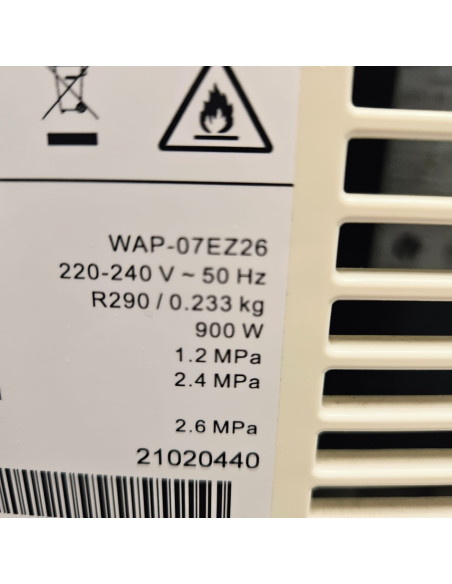 WAP-07EZ26
220-240 V ~ 50 Hz
R290 / 0.233 kg
900 W
1.2 MPa
2.4 MPa
2.6 MPa
21020440